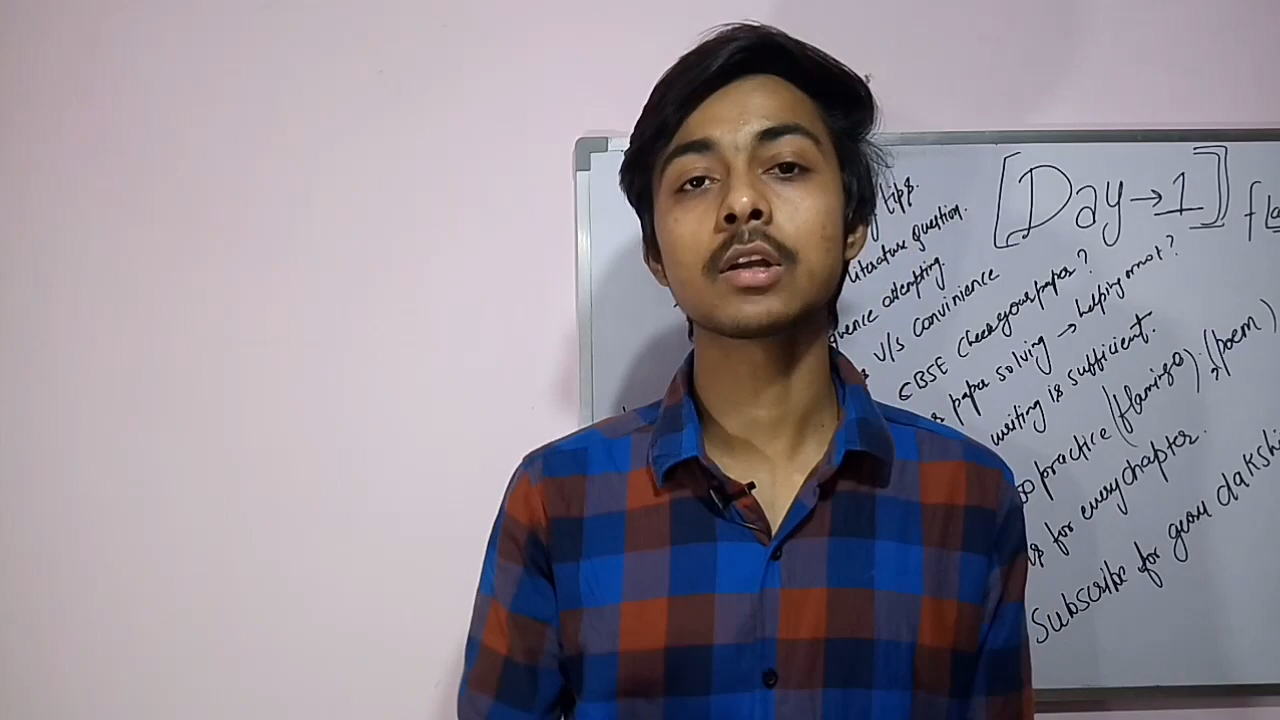 [Day → 1]
tips.
literature question.
attempting.
v/s Convinience
CBSE Check your paper ?
paper solving → helping or not ?
writing is sufficient.
practice (flamingo), (poem)
for every chapter.
Subscribe for guru